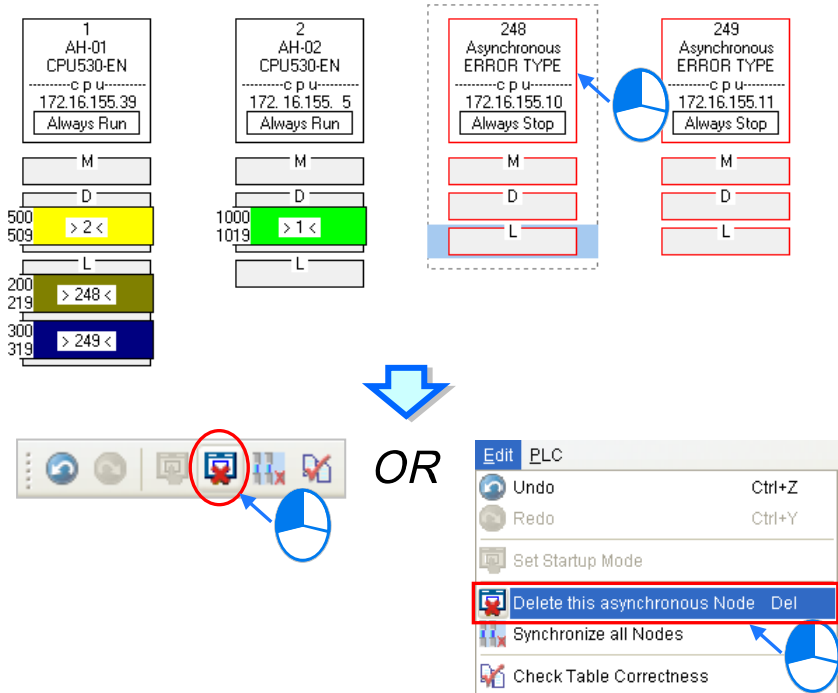 1
AH-01
CPU530-EN
--------c p u--------
172.16.155.39
Always Run
M
D
500
509
> 2 <
L
200
219
> 248 <
300
319
> 249 <
2
AH-02
CPU530-EN
--------c p u--------
172. 16.155.  5
Always Run
M
D
1000
1019
> 1 <
L
248
Asynchronous
ERROR TYPE
--------c p u--------
172.16.155.10
Always Stop
M
D
L
249
Asynchronous
ERROR TYPE
--------c p u--------
172.16.155.11
Always Stop
M
D
L
OR
Edit PLC
Undo Ctrl+Z
Redo Ctrl+Y
Set Startup Mode
Delete this asynchronous Node Del
Synchronize all Nodes
Check Table Correctness